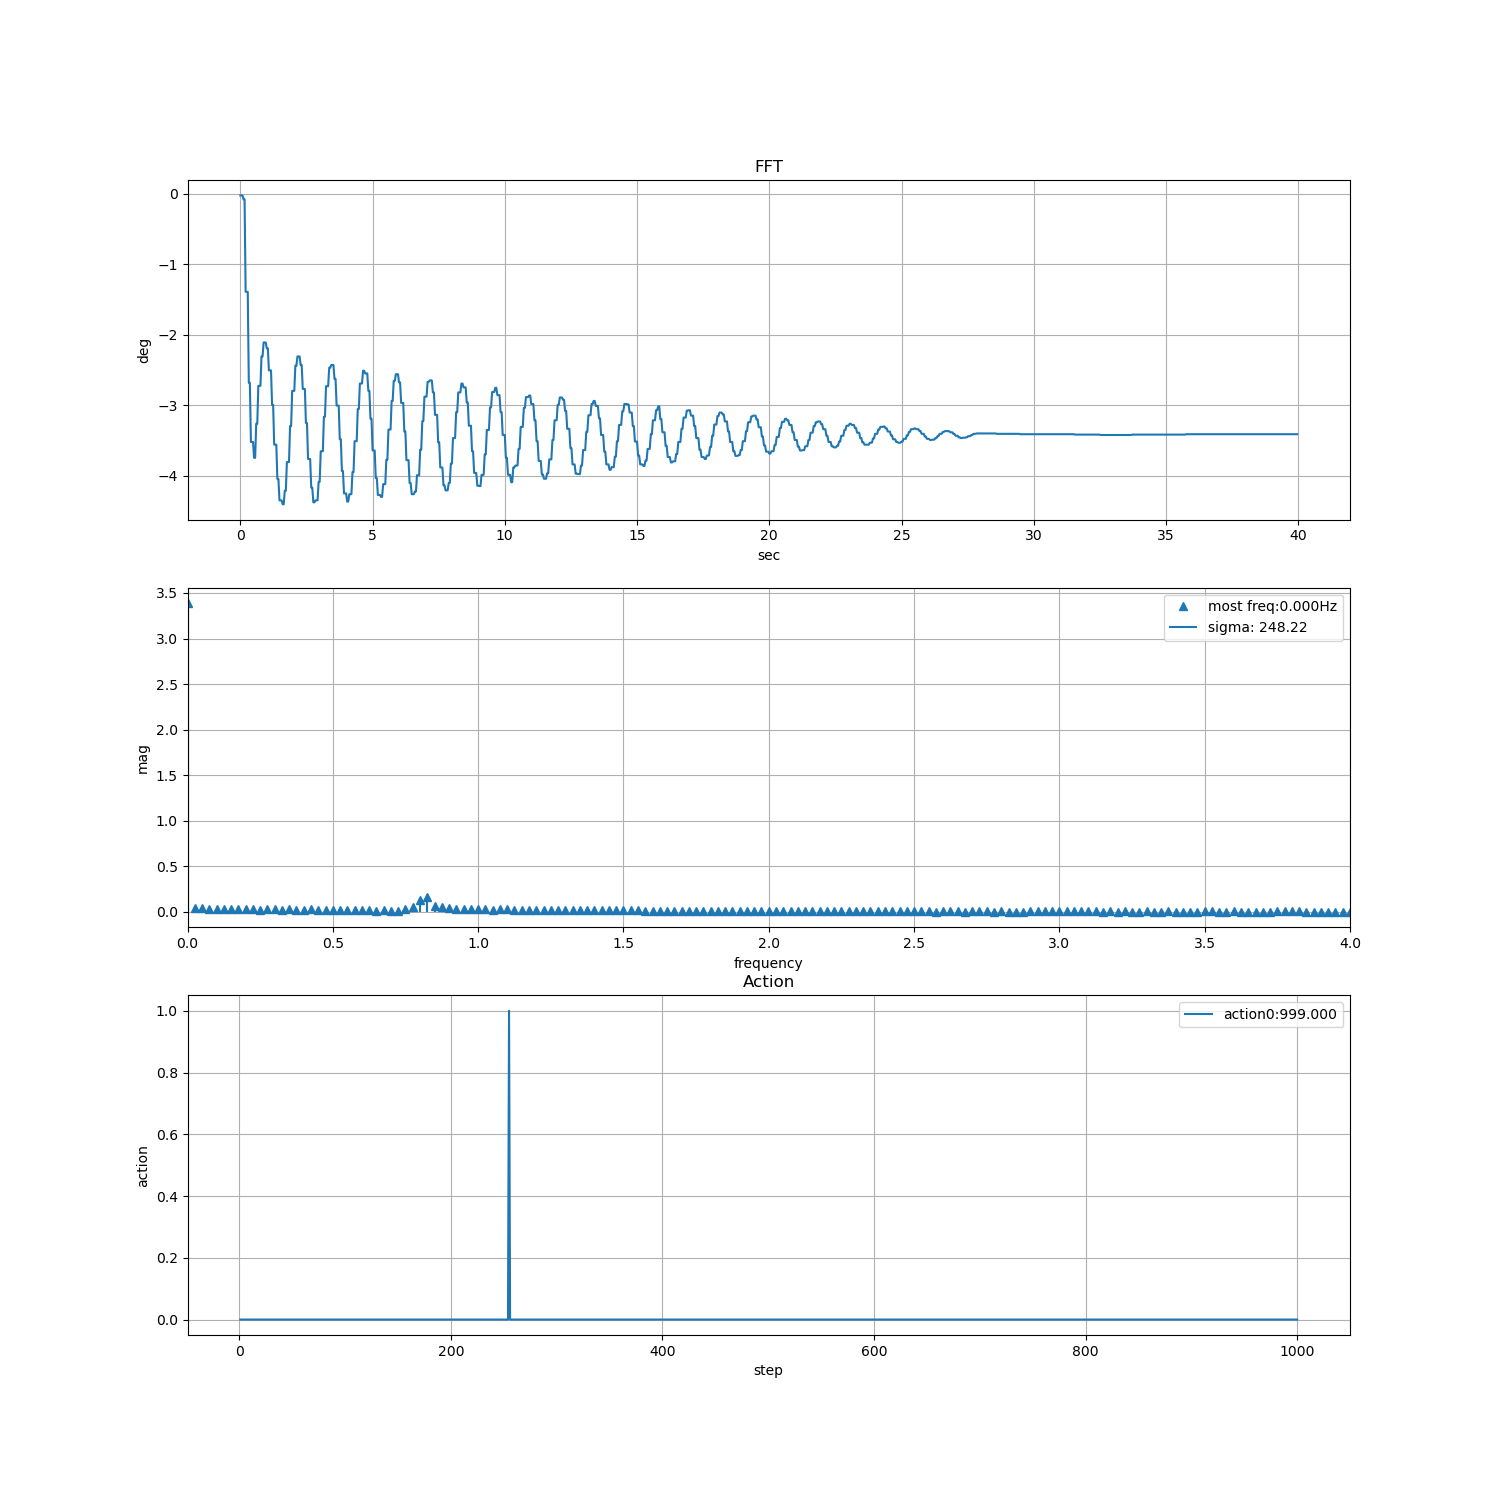 FFT
0
−1
−2
−3
−4
deg
0 5 10 15 20 25 30 35 40
sec
3.5
3.0
2.5
2.0
1.5
1.0
0.5
0.0
mag
most freq:0.000Hz
sigma: 248.22
0.0 0.5 1.0 1.5 2.0 2.5 3.0 3.5 4.0
frequency
Action
1.0
0.8
0.6
0.4
0.2
0.0
action
action0:999.000
0 200 400 600 800 1000
step